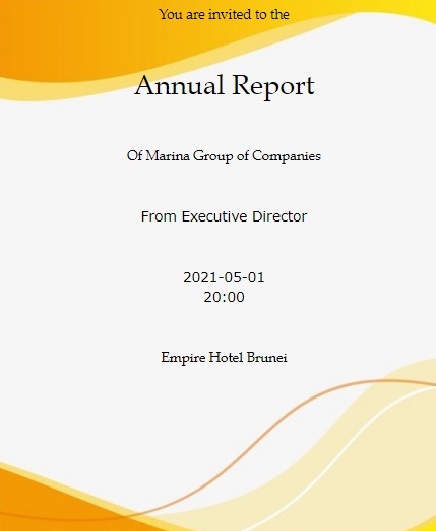 You are invited to the
Annual Report
Of Marina Group of Companies
From Executive Director
2021-05-01
20:00
Empire Hotel Brunei